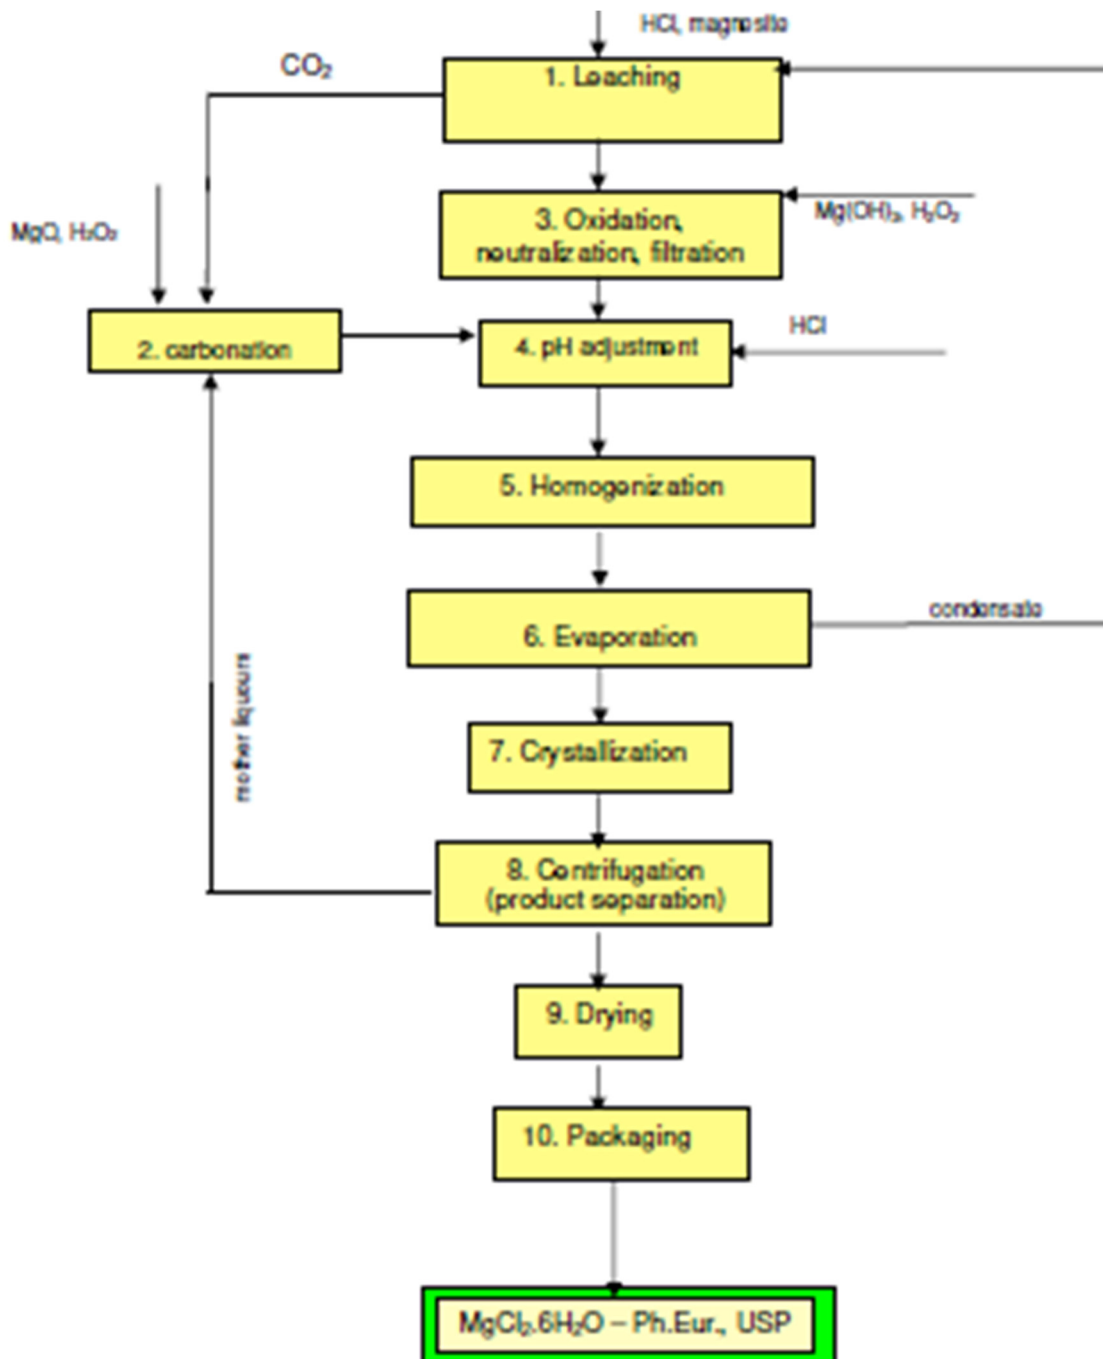 HCl, magnesite
CO₂
1. Leaching
Mg(OH)₂, H₂O₂
3. Oxidation,
neutralization, filtration
MgO, H₂O₂
HCl
2. carbonation
4. pH adjustment
5. Homogenization
condensate
6. Evaporation
mother liquours
7. Crystallization
8. Centrifugation
(product separation)
9. Drying
10. Packaging
MgCl₂.6H₂O – Ph.Eur., USP